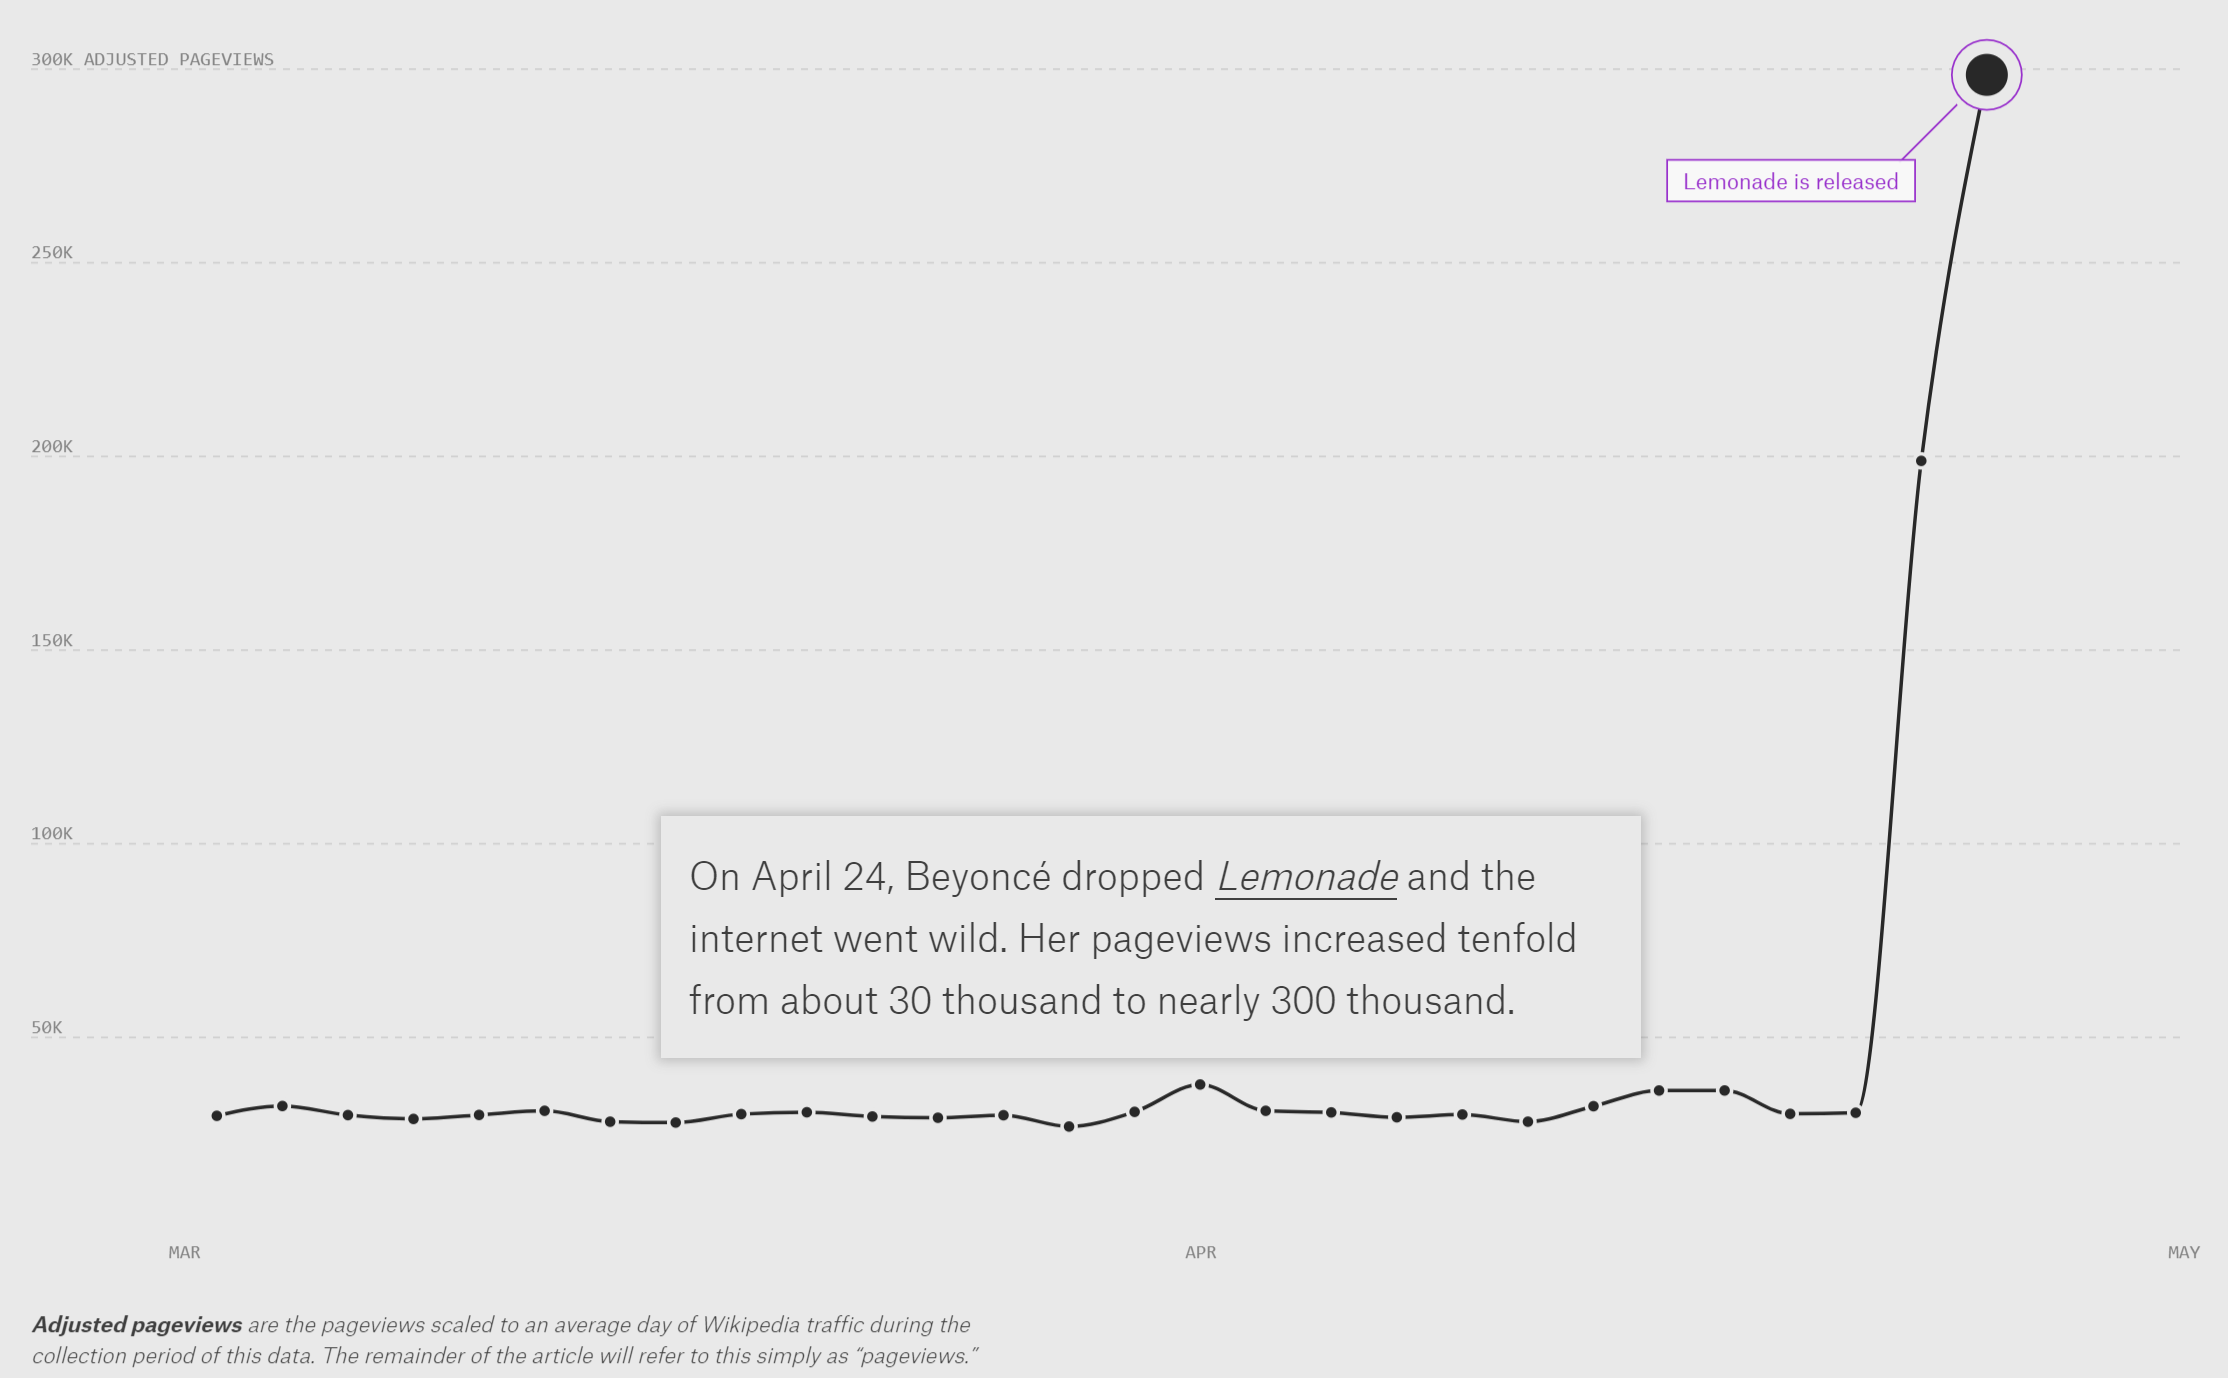 300K ADJUSTED PAGEVIEWS
Lemonade is released
250K
200K
150K
100K
On April 24, Beyoncé dropped Lemonade and the
internet went wild. Her pageviews increased tenfold
from about 30 thousand to nearly 300 thousand.
50K
MAR APR MAY
Adjusted pageviews are the pageviews scaled to an average day of Wikipedia traffic during the
collection period of this data. The remainder of the article will refer to this simply as “pageviews.”